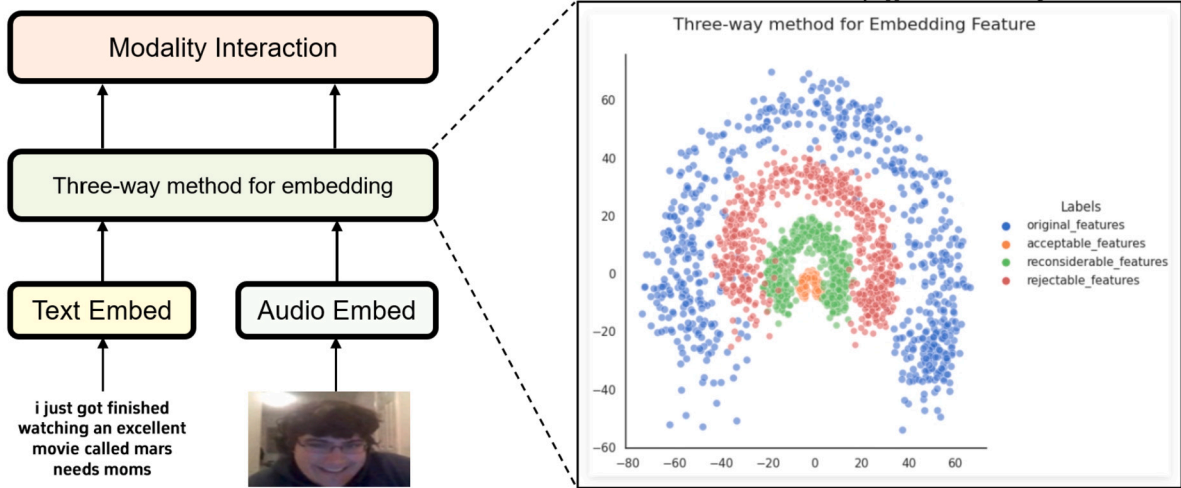 Modality Interaction
Three-way method for embedding
Text Embed
Audio Embed
i just got finished
watching an excellent
movie called mars
needs moms
Three-way method for Embedding Feature
60
40
20
0
−20
−40
−60
−80
−60
−40
−20
0
20
40
60
Labels
original_features
acceptable_features
reconsiderable_features
rejectable_features